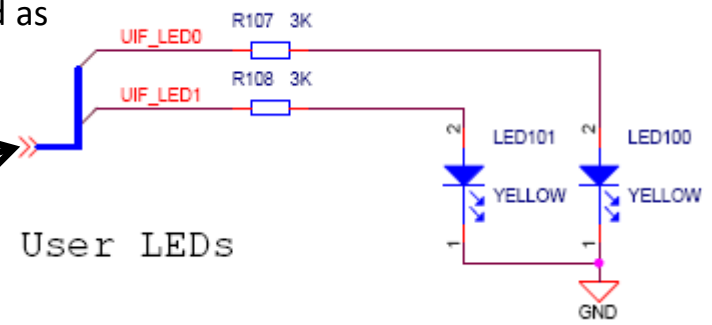 d as
R107 3K
UIF_LED0
R108 3K
UIF_LED1
2
2
LED101
LED100
YELLOW
YELLOW
1
1
User LEDs
GND